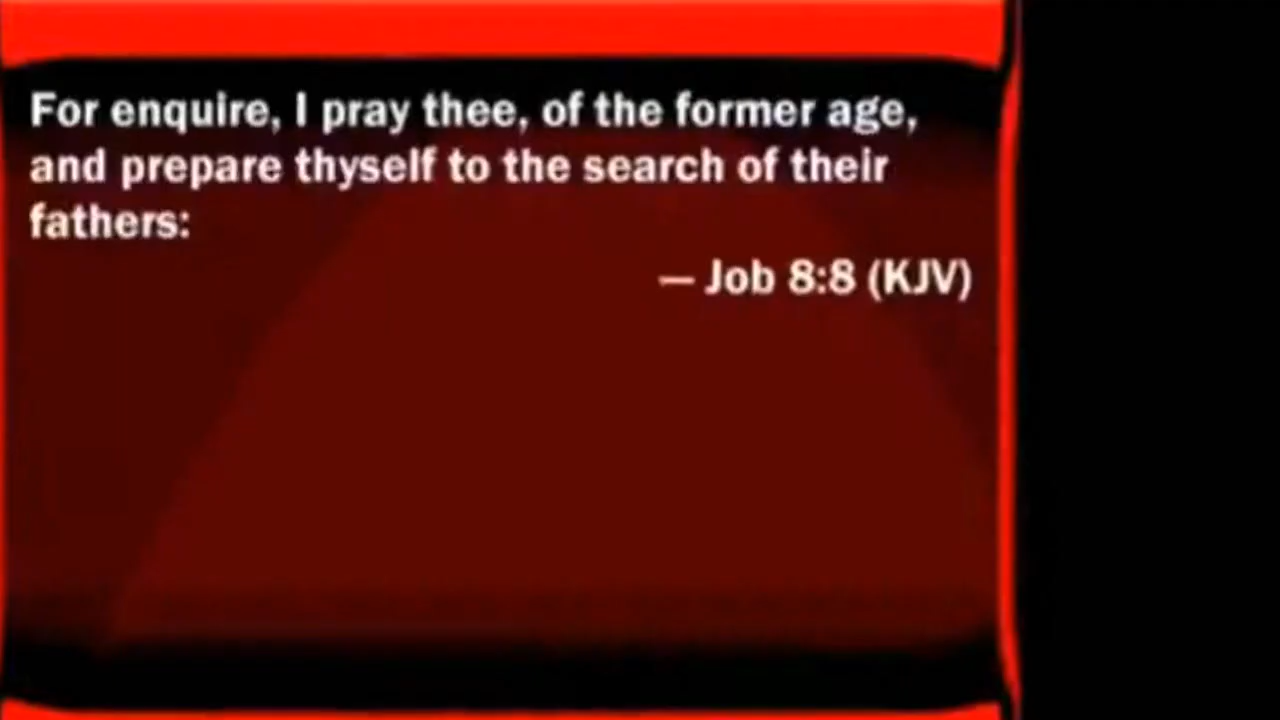 For enquire, I pray thee, of the former age,
and prepare thyself to the search of their
fathers:
— Job 8:8 (KJV)